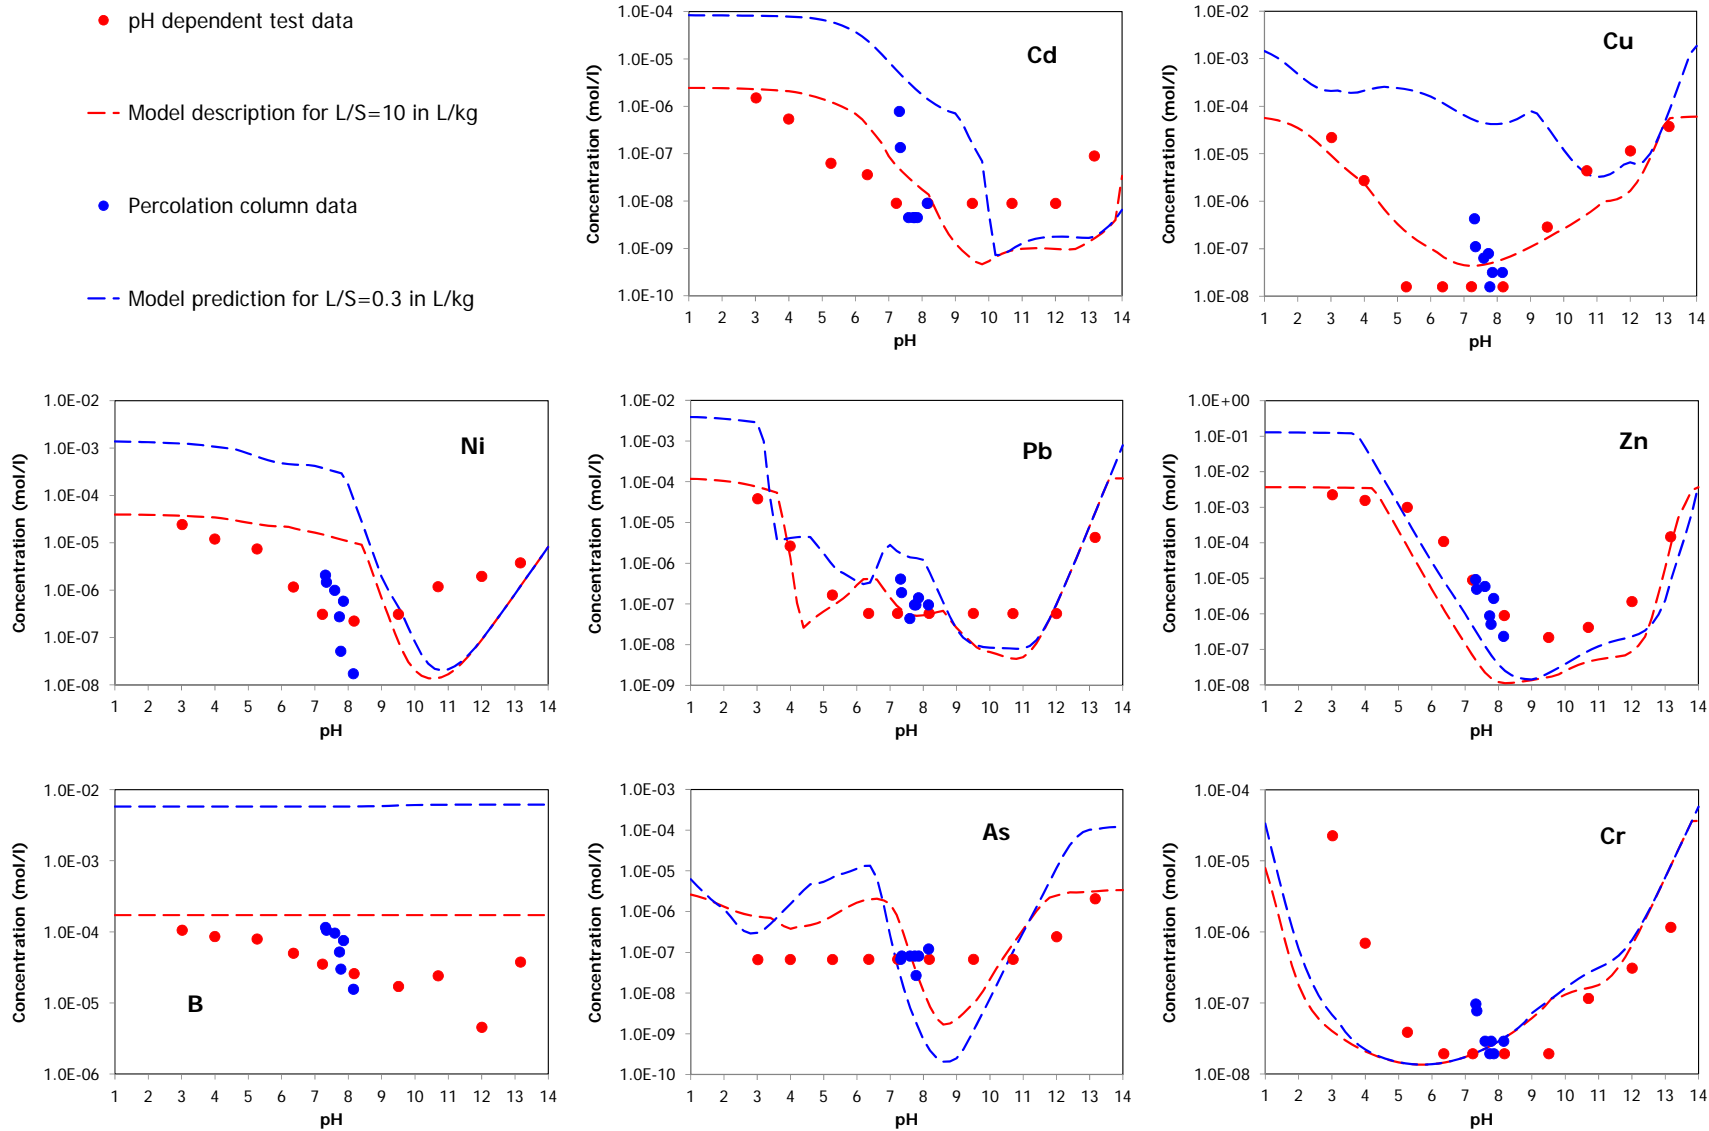 pH dependent test data
Model description for L/S=10 in L/kg
Percolation column data
Model prediction for L/S=0.3 in L/kg
Concentration (mol/l)
1.0E-04
1.0E-05
1.0E-06
1.0E-07
1.0E-08
1.0E-09
1.0E-10
Cd
1 2 3 4 5 6 7 8 9 10 11 12 13 14
pH
Concentration (mol/l)
1.0E-02
1.0E-03
1.0E-04
1.0E-05
1.0E-06
1.0E-07
1.0E-08
Cu
1 2 3 4 5 6 7 8 9 10 11 12 13 14
pH
Concentration (mol/l)
1.0E-02
1.0E-03
1.0E-04
1.0E-05
1.0E-06
1.0E-07
1.0E-08
Ni
1 2 3 4 5 6 7 8 9 10 11 12 13 14
pH
Concentration (mol/l)
1.0E-02
1.0E-03
1.0E-04
1.0E-05
1.0E-06
1.0E-07
1.0E-08
1.0E-09
Pb
1 2 3 4 5 6 7 8 9 10 11 12 13 14
pH
Concentration (mol/l)
1.0E+00
1.0E-01
1.0E-02
1.0E-03
1.0E-04
1.0E-05
1.0E-06
1.0E-07
1.0E-08
Zn
1 2 3 4 5 6 7 8 9 10 11 12 13 14
pH
Concentration (mol/l)
1.0E-02
1.0E-03
1.0E-04
1.0E-05
1.0E-06
B
1 2 3 4 5 6 7 8 9 10 11 12 13 14
pH
Concentration (mol/l)
1.0E-03
1.0E-04
1.0E-05
1.0E-06
1.0E-07
1.0E-08
1.0E-09
1.0E-10
As
1 2 3 4 5 6 7 8 9 10 11 12 13 14
pH
Concentration (mol/l)
1.0E-04
1.0E-05
1.0E-06
1.0E-07
1.0E-08
Cr
1 2 3 4 5 6 7 8 9 10 11 12 13 14
pH